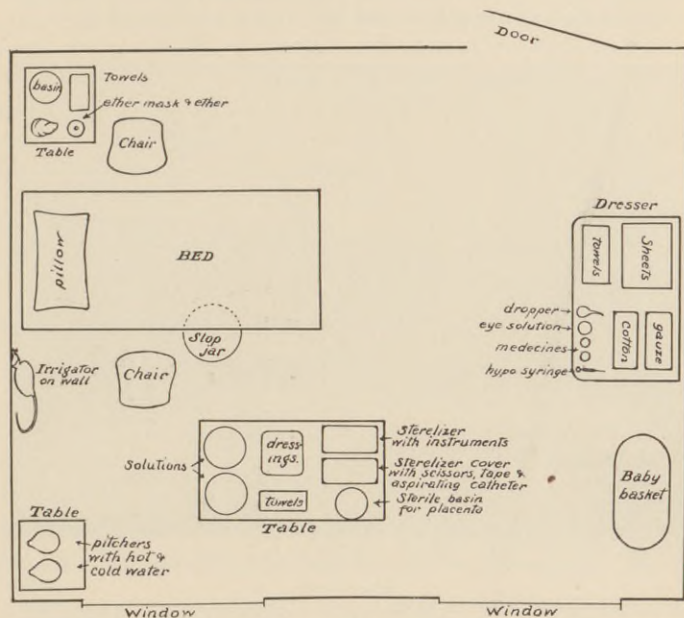 Door
basin
Towels
ether mask & ether
Table
Chair
pillow
BED
Slop
jar
Irrigator
on wall
Chair
Dresser
Towels
Sheets
dropper
eye solution
medecines
hypo syringe
Cotton
gauze
Solutions
dress-
ings.
towels
Sterelizer
with instruments
Sterelizer Cover
with scissors, tape &
aspirating catheter
Sterile basin
for placenta
Table
Baby
basket
Table
pitchers
with hot &
cold water
Window
Window